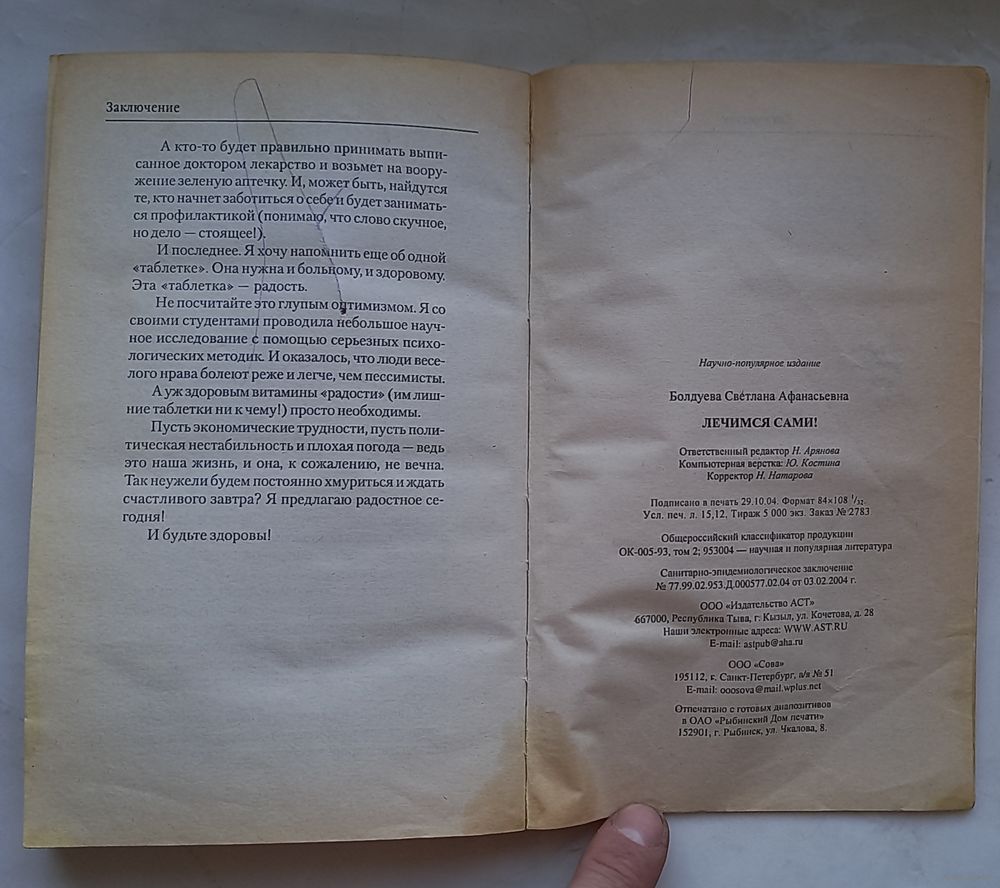 Заключение
А кто-то будет правильно принимать выпи-
санное доктором лекарство и возьмет на воору-
жение зеленую аптечку. И, может быть, найдутся
те, кто начнет заботиться о себе и будет занимать-
ся профилактикой (понимаю, что слово скучное,
но дело — стоящее!).
И последнее. Я хочу напомнить еще об одной
«таблетке». Она нужна и больному, и здоровому.
Эта «таблетка» — радость.
Не посчитайте это глупым оптимизмом. Я со
своими студентами проводила небольшое науч-
ное исследование с помощью серьезных психо-
логических методик. И оказалось, что люди весе-
лого нрава болеют реже и легче, чем пессимисты.
А уж здоровым витамины «радости» (им лиш-
ние таблетки ни к чему!) просто необходимы.
Пусть экономические трудности, пусть поли-
тическая нестабильность и плохая погода — ведь
это наша жизнь, и она, к сожалению, не вечна.
Так неужели будем постоянно хмуриться и ждать
счастливого завтра? Я предлагаю радостное се-
годня!
И будьте здоровы!
Научно-популярное издание
Болдуева Светлана Афанасьевна
ЛЕЧИМСЯ САМИ!
Ответственный редактор Н. Арянова
Компьютерная верстка: Ю. Костина
Корректор Н. Натарова
Подписано в печать 29.10.04. Формат 84×108 1/32.
Усл. печ. л. 15,12. Тираж 5 000 экз. Заказ № 2783
Общероссийский классификатор продукции
ОК-005-93, том 2; 953004 — научная и популярная литература
Санитарно-эпидемиологическое заключение
№ 77.99.02.953.Д.000577.02.04 от 03.02.2004 г.
ООО «Издательство АСТ»
667000, Республика Тыва, г. Кызыл, ул. Кочетова, д. 28
Наши электронные адреса: WWW.AST.RU
E-mail: astpub@aha.ru
ООО «Сова»
195112, г. Санкт-Петербург, п/я № 51
E-mail: ooosova@mail.wplus.net
Отпечатано с готовых диапозитивов
в ОАО «Рыбинский Дом печати»
152901, г. Рыбинск, ул. Чкалова, 8.